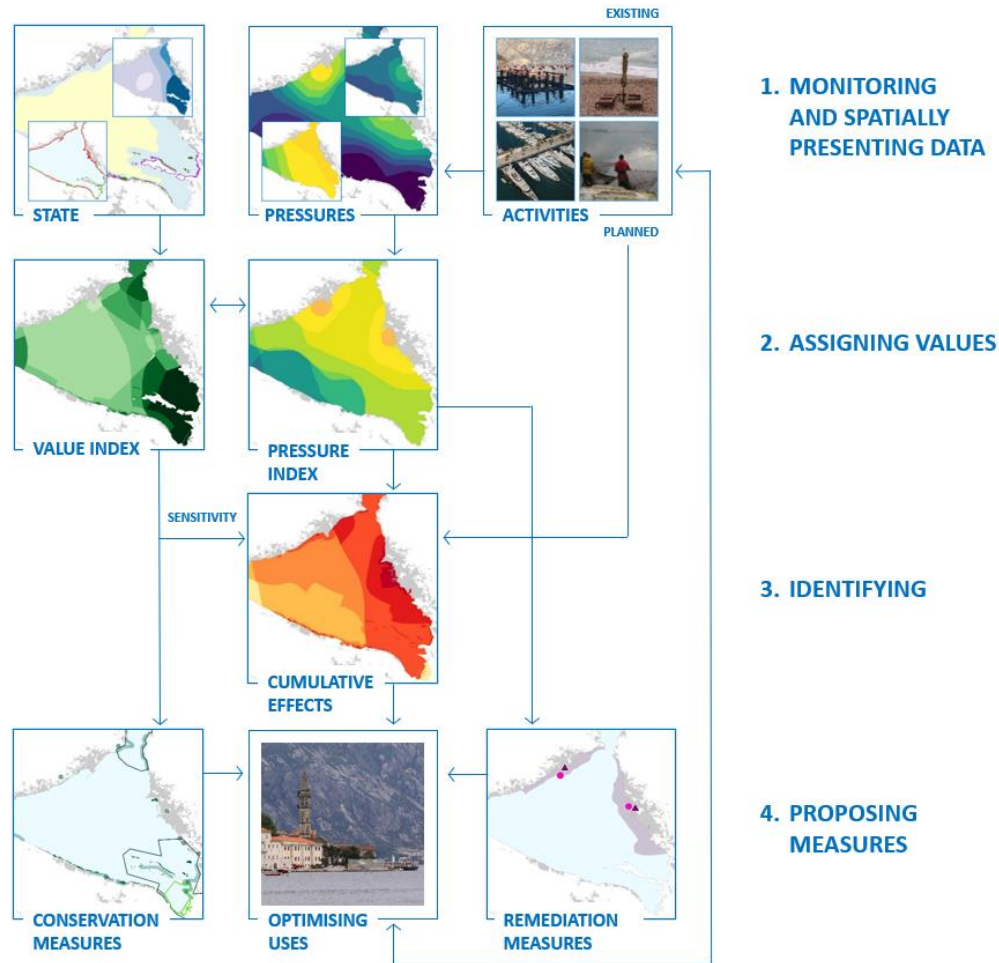 EXISTING
STATE
PRESSURES
ACTIVITIES
PLANNED
1. MONITORING
AND SPATIALLY
PRESENTING DATA
VALUE INDEX
PRESSURE
INDEX
2. ASSIGNING VALUES
SENSITIVITY
CUMULATIVE
EFFECTS
3. IDENTIFYING
CONSERVATION
MEASURES
OPTIMISING
USES
REMEDIATION
MEASURES
4. PROPOSING
MEASURES